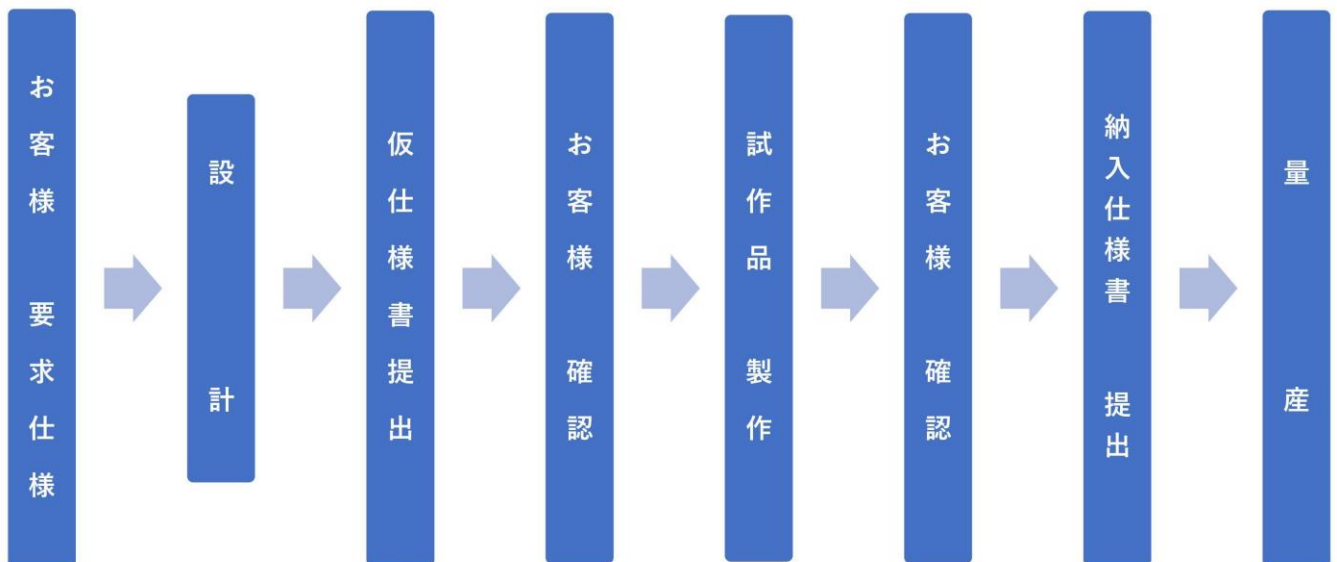 お客様　要求仕様
設計
仮仕様書提出
お客様　確認
試作品　製作
お客様　確認
納入仕様書　提出
量産